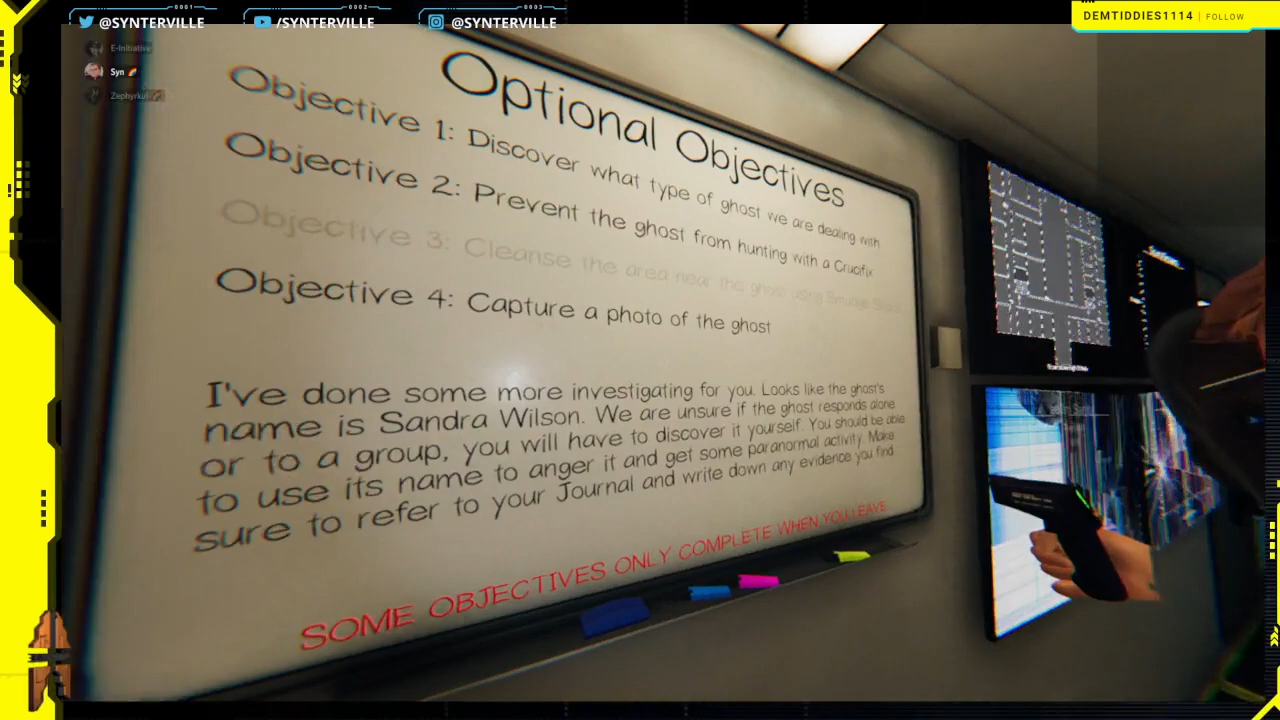 0001
0002
0003
@SYNTERVILLE
/SYNTERVILLE
@SYNTERVILLE
DEMTIDDIES1114 | FOLLOW
E-Initiative
Syn
Optional Objectives
Objective 1: Discover what type of ghost we are dealing with
Objective 2: Prevent the ghost from hunting with a Crucifix
Objective 3: Cleanse the area near the ghost using Smudge Sticks
Objective 4: Capture a photo of the ghost
I've done some more investigating for you. Looks like the ghost's
name is Sandra Wilson. We are unsure if the ghost responds alone
or to a group, you will have to discover it yourself. You should be able
to use its name to anger it and get some paranormal activity. Make
sure to refer to your Journal and write down any evidence you find
SOME OBJECTIVES ONLY COMPLETE WHEN YOU LEAVE